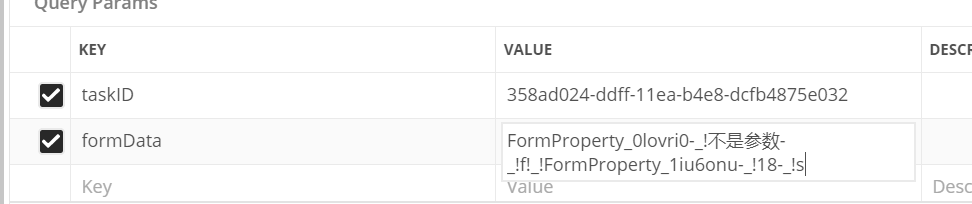 Query Params
KEY VALUE DESCR
taskID 358ad024-ddff-11ea-b4e8-dcfb4875e032
formData FormProperty_0lovri0-_!不是参数-
_!f!_!FormProperty_1iu6onu-_!18-_!s
Key Value Desc